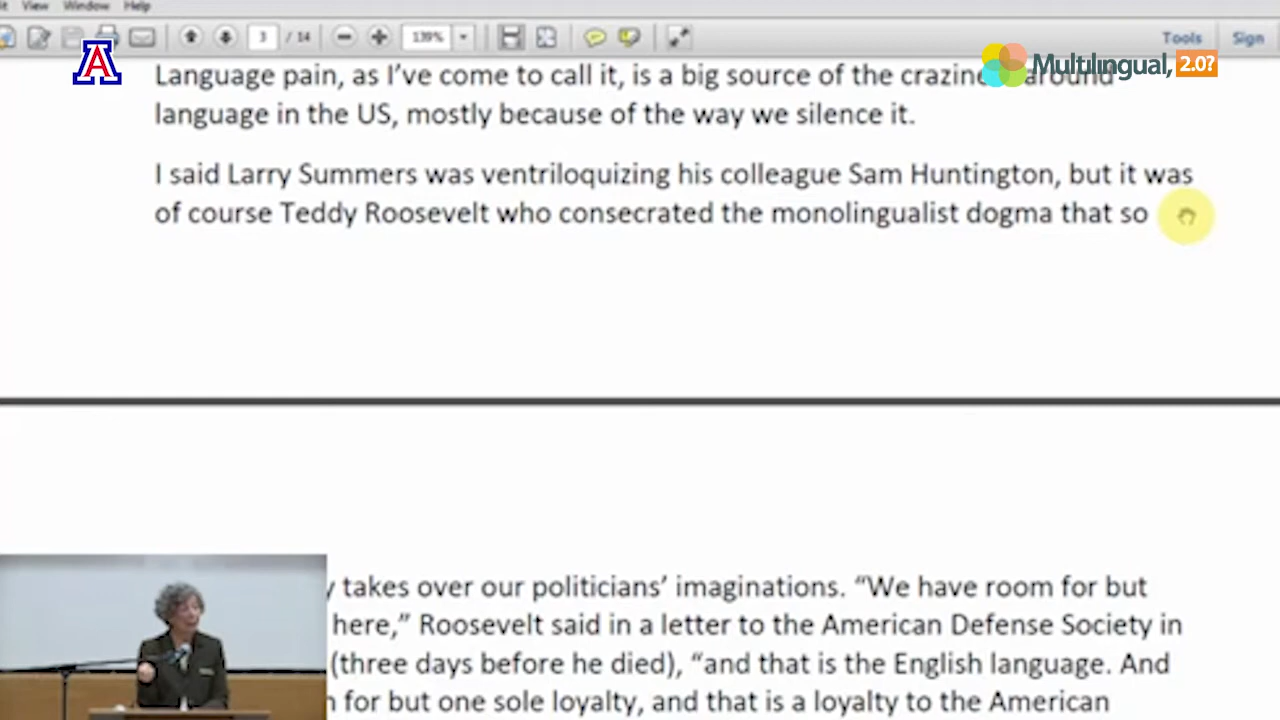 View Window Help
3 / 14 139% Tools Sign
A
Multilingual, 2.0?
Language pain, as I've come to call it, is a big source of the around
language in the US, mostly because of the way we silence it.
I said Larry Summers was ventriloquizing his colleague Sam Huntington, but it was
of course Teddy Roosevelt who consecrated the monolingualist dogma that so
takes over our politicians' imaginations. “We have room for but
here,” Roosevelt said in a letter to the American Defense Society in
(three days before he died), “and that is the English language. And
for but one sole loyalty, and that is a loyalty to the American